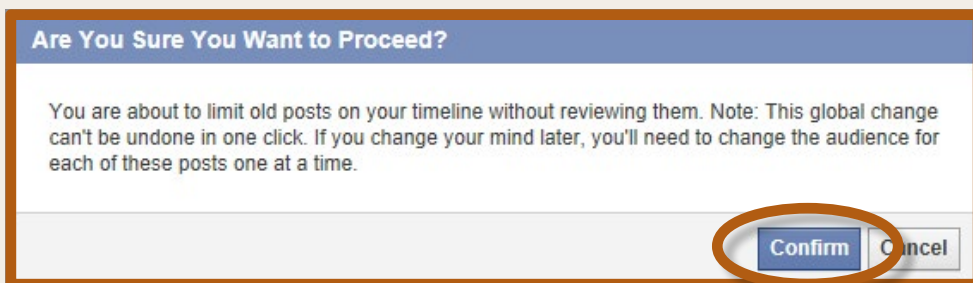 Are You Sure You Want to Proceed?
You are about to limit old posts on your timeline without reviewing them. Note: This global change
can't be undone in one click. If you change your mind later, you'll need to change the audience for
each of these posts one at a time.
Confirm Cancel